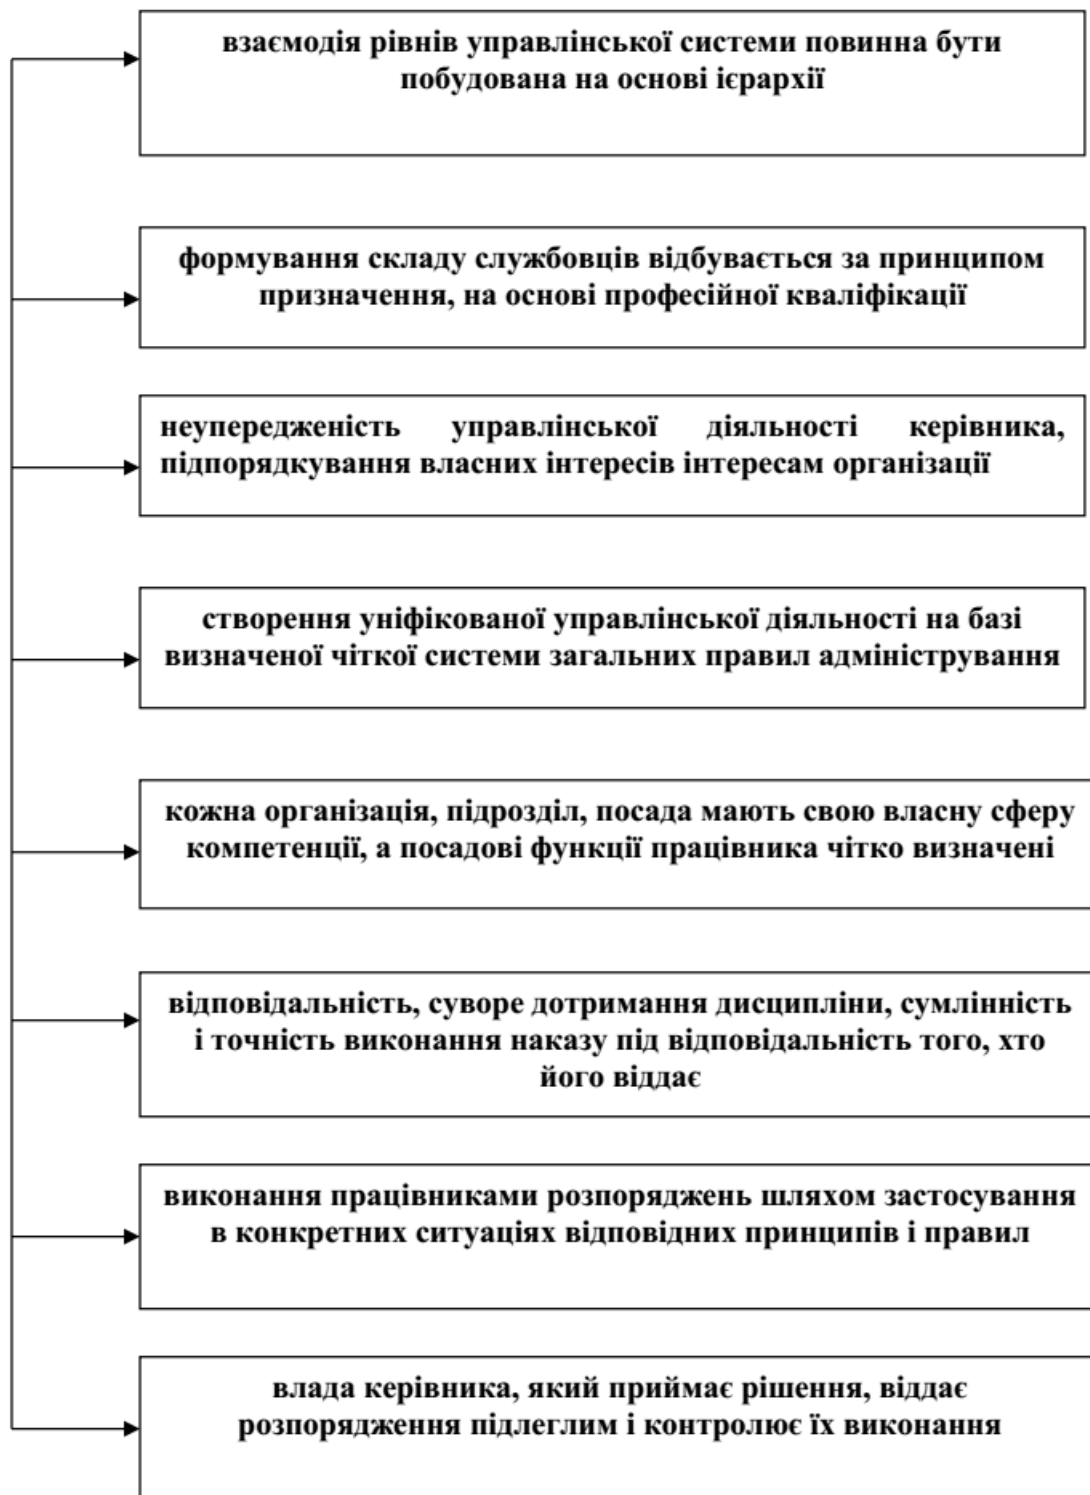 взаємодія рівнів управлінської системи повинна бути
побудована на основі ієрархії
формування складу службовців відбувається за принципом
призначення, на основі професійної кваліфікації
неупередженість управлінської діяльності керівника,
підпорядкування власних інтересів інтересам організації
створення уніфікованої управлінської діяльності на базі
визначеної чіткої системи загальних правил адміністрування
кожна організація, підрозділ, посада мають свою власну сферу
компетенції, а посадові функції працівника чітко визначені
відповідальність, суворе дотримання дисципліни, сумлінність
і точність виконання наказу під відповідальність того, хто
його віддає
виконання працівниками розпоряджень шляхом застосування
в конкретних ситуаціях відповідних принципів і правил
влада керівника, який приймає рішення, віддає
розпорядження підлеглим і контролює їх виконання